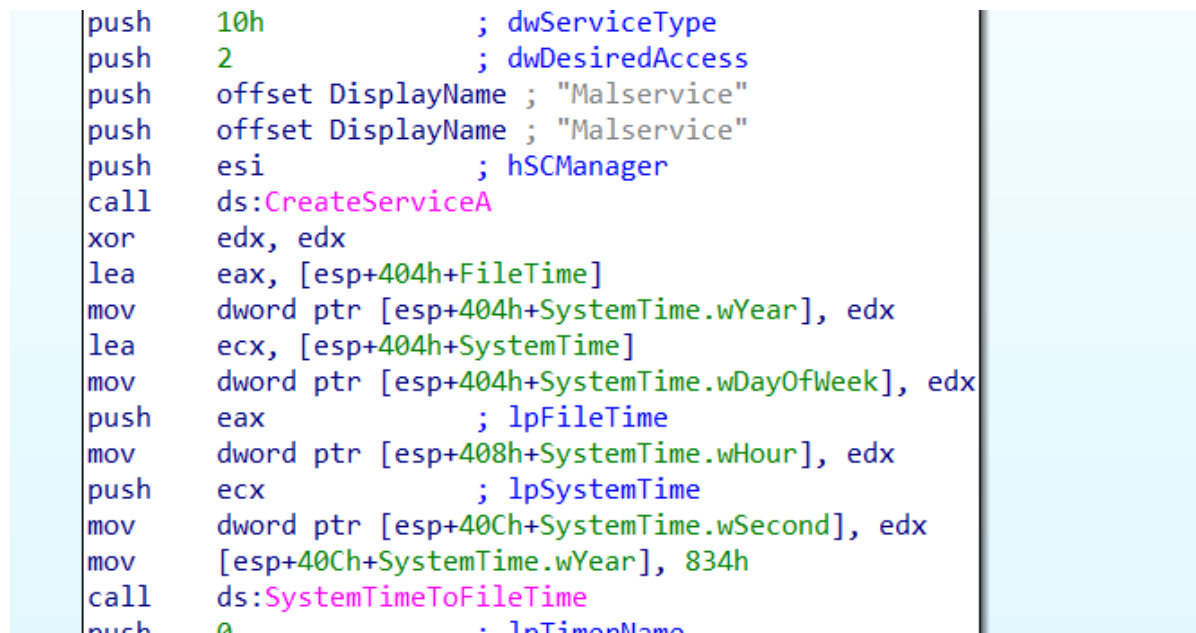 push 10h ; dwServiceType
push 2 ; dwDesiredAccess
push offset DisplayName ; "Malservice"
push offset DisplayName ; "Malservice"
push esi ; hSCManager
call ds:CreateServiceA
xor edx, edx
lea eax, [esp+404h+FileTime]
mov dword ptr [esp+404h+SystemTime.wYear], edx
lea ecx, [esp+404h+SystemTime]
mov dword ptr [esp+404h+SystemTime.wDayOfWeek], edx
push eax ; lpFileTime
mov dword ptr [esp+408h+SystemTime.wHour], edx
push ecx ; lpSystemTime
mov dword ptr [esp+40Ch+SystemTime.wSecond], edx
mov [esp+40Ch+SystemTime.wYear], 834h
call ds:SystemTimeToFileTime
push 0 ; lpTimerName